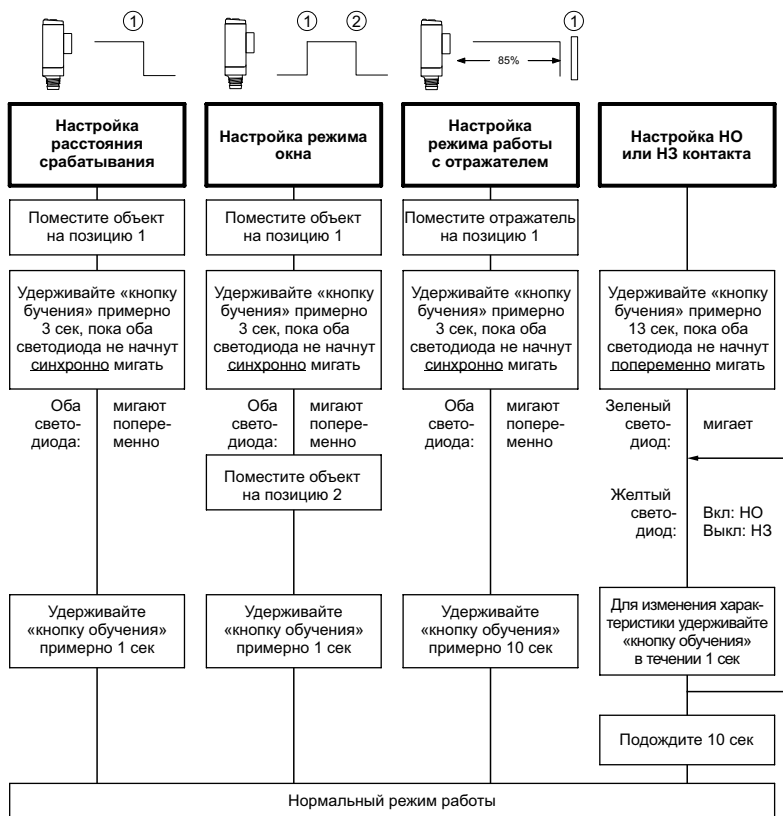 ①
① ②
85%
①
Настройка
расстояния
срабатывания
Поместите объект
на позицию 1
Удерживайте «кнопку
бучения» примерно
3 сек, пока оба
светодиода не начнут
синхронно мигать
Оба мигают
свето- попере-
диода: менно
Удерживайте
«кнопку обучения»
примерно 1 сек
Настройка режима
окна
Поместите объект
на позицию 1
Удерживайте «кнопку
бучения» примерно
3 сек, пока оба
светодиода не начнут
синхронно мигать
Оба мигают
свето- попере-
диода: менно
Поместите объект
на позицию 2
Удерживайте
«кнопку обучения»
примерно 1 сек
Настройка
режима работы
с отражателем
Поместите отражатель
на позицию 1
Удерживайте «кнопку
бучения» примерно
3 сек, пока оба
светодиода не начнут
синхронно мигать
Оба мигают
свето- попере-
диода: менно
Удерживайте
«кнопку обучения»
примерно 10 сек
Настройка НО
или НЗ контакта
Удерживайте «кнопку
бучения» примерно
13 сек, пока оба
светодиода не начнут
попеременно мигать
Зеленый
свето- мигает
диод:
Желтый
свето- Вкл: НО
диод: Выкл: НЗ
Для изменения харак-
теристики удерживайте
«кнопку обучения»
в течении 1 сек
Подождите 10 сек
Нормальный режим работы